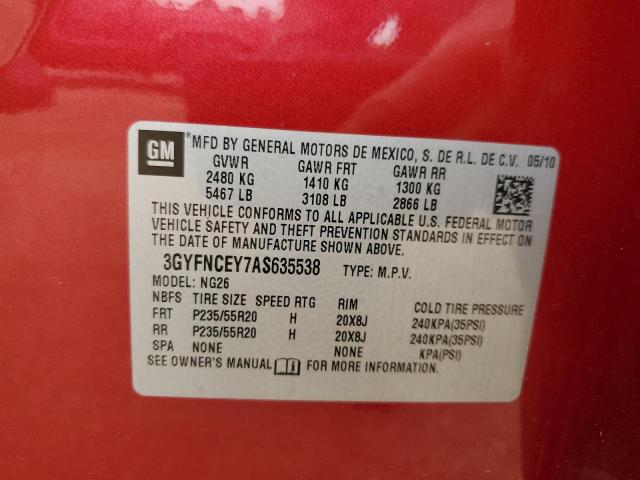 GM ®MFD BY GENERAL MOTORS DE MEXICO, S. DE R.L. DE C.V. 05/10
GVWR GAWR FRT GAWR RR
2480 KG 1410 KG 1300 KG
5467 LB 3108 LB 2866 LB
THIS VEHICLE CONFORMS TO ALL APPLICABLE U.S. FEDERAL MOTOR
VEHICLE SAFETY AND THEFT PREVENTION STANDARDS IN EFFECT ON
THE DATE OF MANUFACTURE SHOWN ABOVE.
3GYFNCEY7AS635538 TYPE: M.P.V.
MODEL: NG26
NBFS TIRE SIZE SPEED RTG RIM COLD TIRE PRESSURE
FRT P235/55R20 H 20X8J 240KPA(35PSI)
RR P235/55R20 H 20X8J 240KPA(35PSI)
SPA NONE NONE KPA(PSI)
SEE OWNER'S MANUAL i FOR MORE INFORMATION.